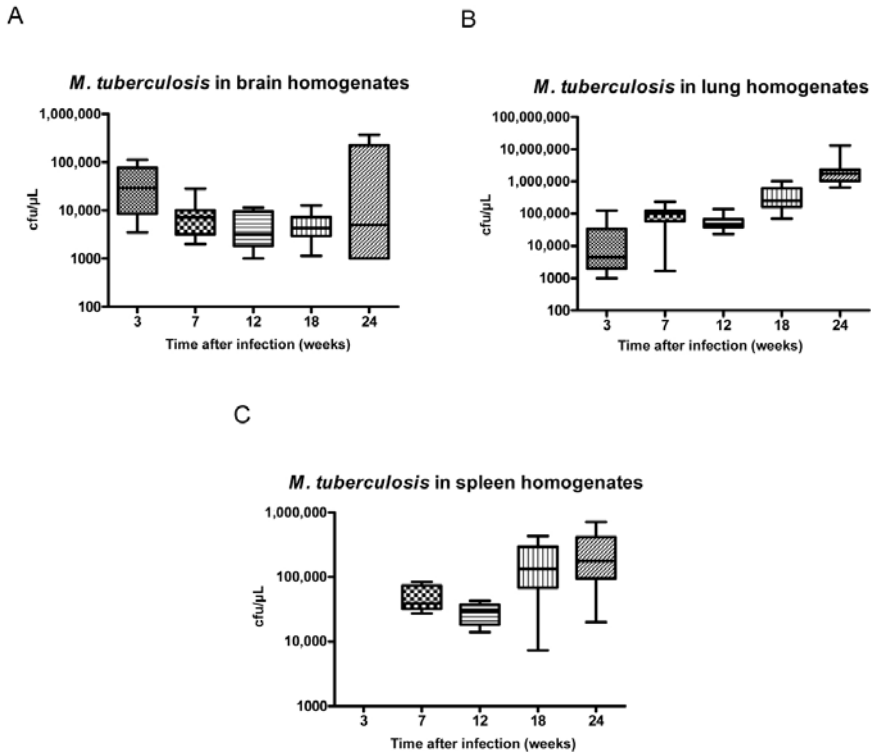 A
M. tuberculosis in brain homogenates
1,000,000
100,000
10,000
1000
100
cfu/µL
3 7 12 18 24
Time after infection (weeks)
B
M. tuberculosis in lung homogenates
100,000,000
10,000,000
1,000,000
100,000
10,000
1000
100
cfu/µL
3 7 12 18 24
Time after infection (weeks)
C
M. tuberculosis in spleen homogenates
1,000,000
100,000
10,000
1000
cfu/µL
3 7 12 18 24
Time after infection (weeks)